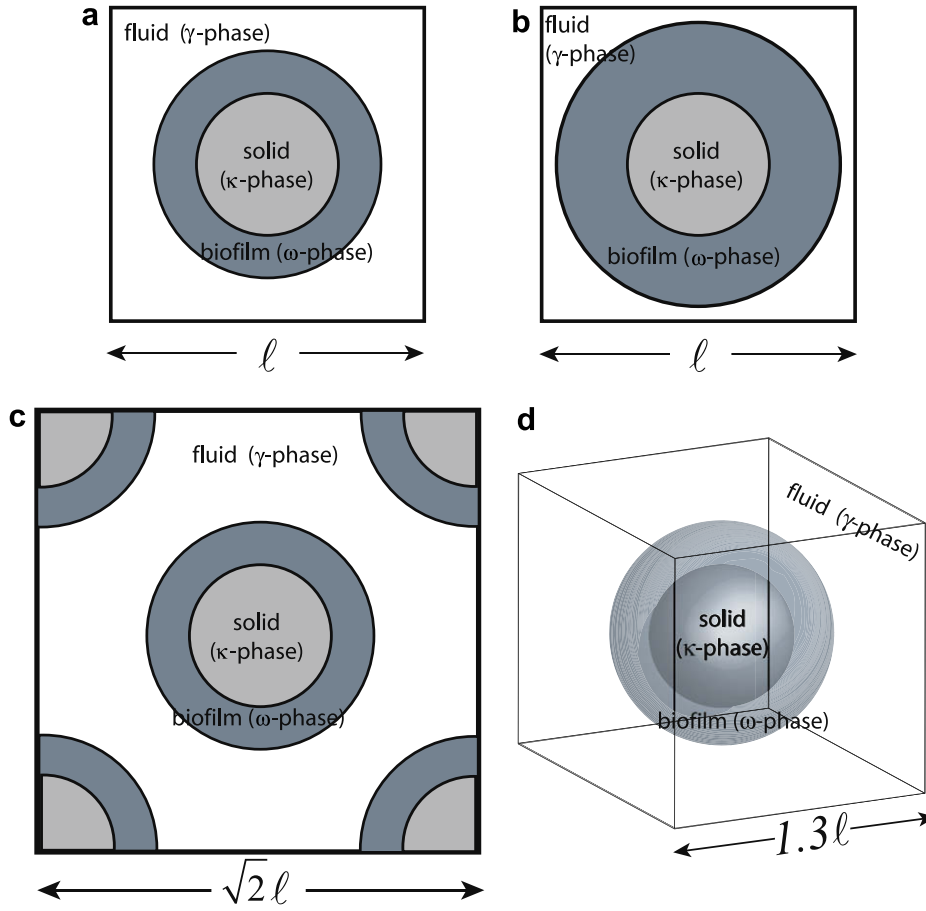 a
fluid (γ-phase)
solid
(κ-phase)
biofilm (ω-phase)
ℓ
b
fluid
(γ-phase)
solid
(κ-phase)
biofilm (ω-phase)
ℓ
c
fluid (γ-phase)
solid
(κ-phase)
biofilm (ω-phase)
√2 ℓ
d
fluid (γ-phase)
solid
(κ-phase)
biofilm (ω-phase)
1.3ℓ